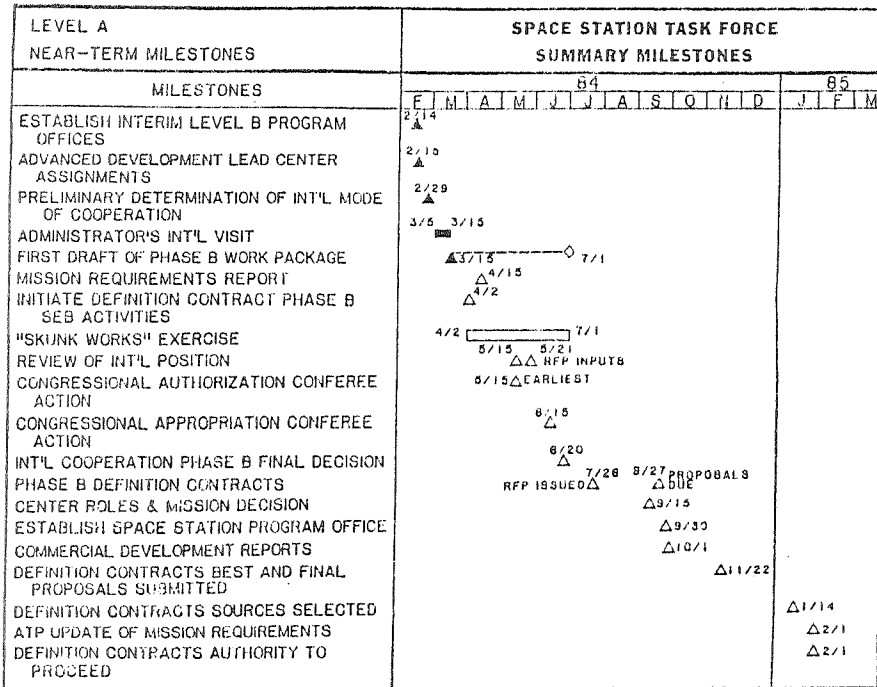 LEVEL A
NEAR-TERM MILESTONES
SPACE STATION TASK FORCE
SUMMARY MILESTONES
MILESTONES
84
85
F M A M J J A S O N D J F M
ESTABLISH INTERIM LEVEL B PROGRAM
OFFICES
2/14
ADVANCED DEVELOPMENT LEAD CENTER
ASSIGNMENTS
2/15
PRELIMINARY DETERMINATION OF INT'L MODE
OF COOPERATION
2/29
ADMINISTRATOR'S INT'L VISIT
3/5 3/15
FIRST DRAFT OF PHASE B WORK PACKAGE
3/15 7/1
MISSION REQUIREMENTS REPORT
4/15
INITIATE DEFINITION CONTRACT PHASE B
SEB ACTIVITIES
4/2
"SKUNK WORKS" EXERCISE
4/2 7/1
REVIEW OF INT'L POSITION
5/15 5/21 RFP INPUTS
CONGRESSIONAL AUTHORIZATION CONFEREE
ACTION
5/15 EARLIEST
CONGRESSIONAL APPROPRIATION CONFEREE
ACTION
6/15
INT'L COOPERATION PHASE B FINAL DECISION
6/20
PHASE B DEFINITION CONTRACTS
RFP ISSUED 7/26 9/27 PROPOSALS
DUE
CENTER ROLES & MISSION DECISION
9/15
ESTABLISH SPACE STATION PROGRAM OFFICE
9/30
COMMERCIAL DEVELOPMENT REPORTS
10/1
DEFINITION CONTRACTS BEST AND FINAL
PROPOSALS SUBMITTED
11/22
DEFINITION CONTRACTS SOURCES SELECTED
1/14
ATP UPDATE OF MISSION REQUIREMENTS
2/1
DEFINITION CONTRACTS AUTHORITY TO
PROCEED
2/1